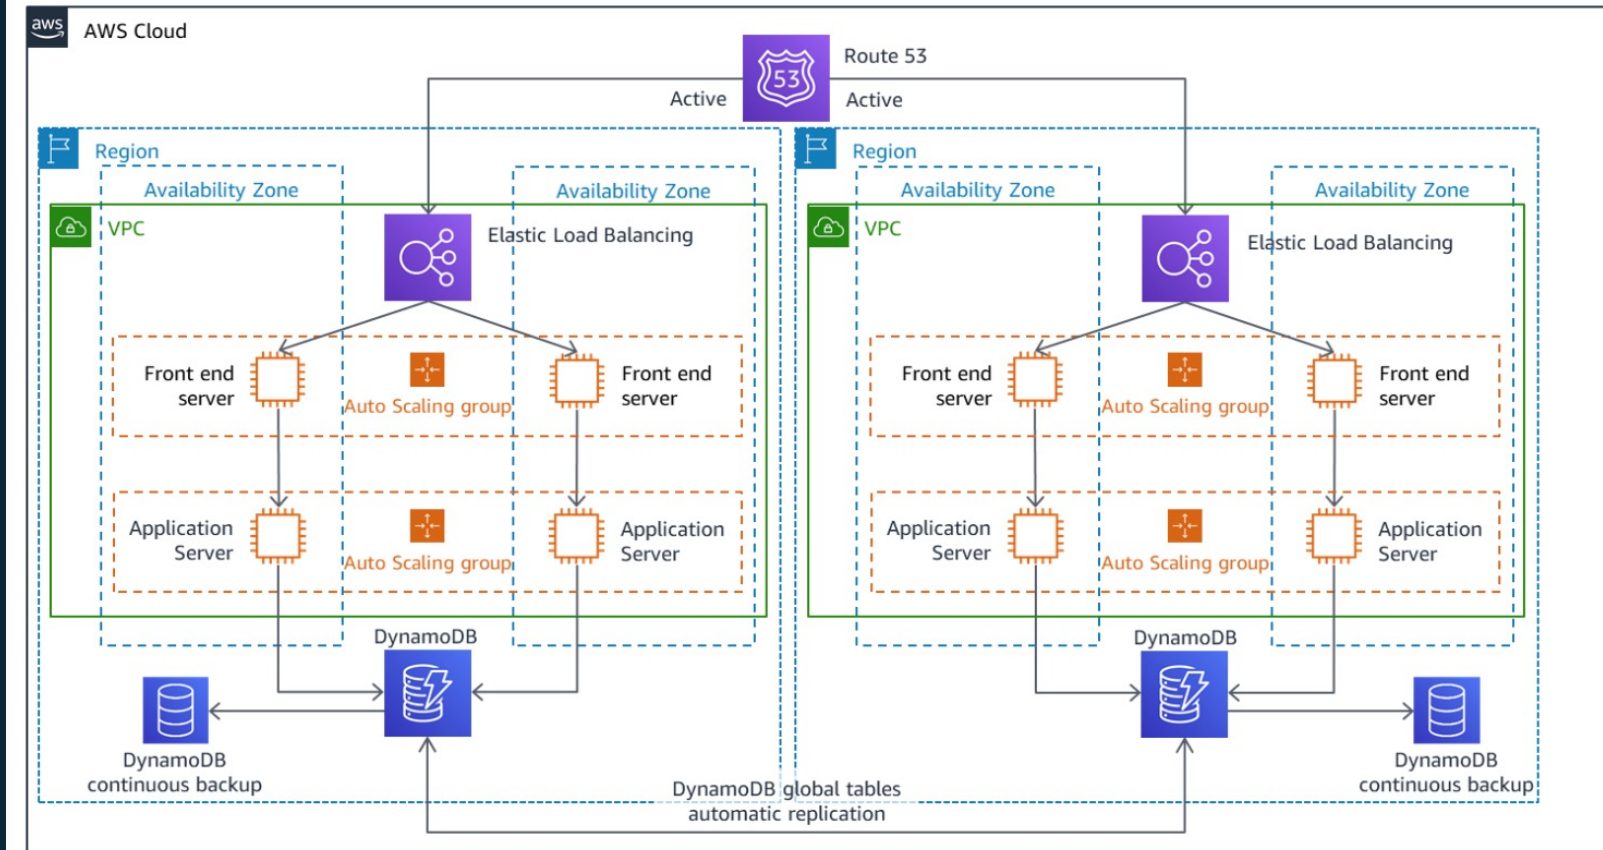 aws
AWS Cloud
Route 53
53
Active
Active
Region
Region
Availability Zone
Availability Zone
Availability Zone
Availability Zone
VPC
Elastic Load Balancing
VPC
Elastic Load Balancing
Front end
server
Auto Scaling group
Front end
server
Front end
server
Auto Scaling group
Front end
server
Application
Server
Auto Scaling group
Application
Server
Application
Server
Auto Scaling group
Application
Server
DynamoDB
DynamoDB
DynamoDB
continuous backup
DynamoDB global tables
automatic replication
DynamoDB
continuous backup